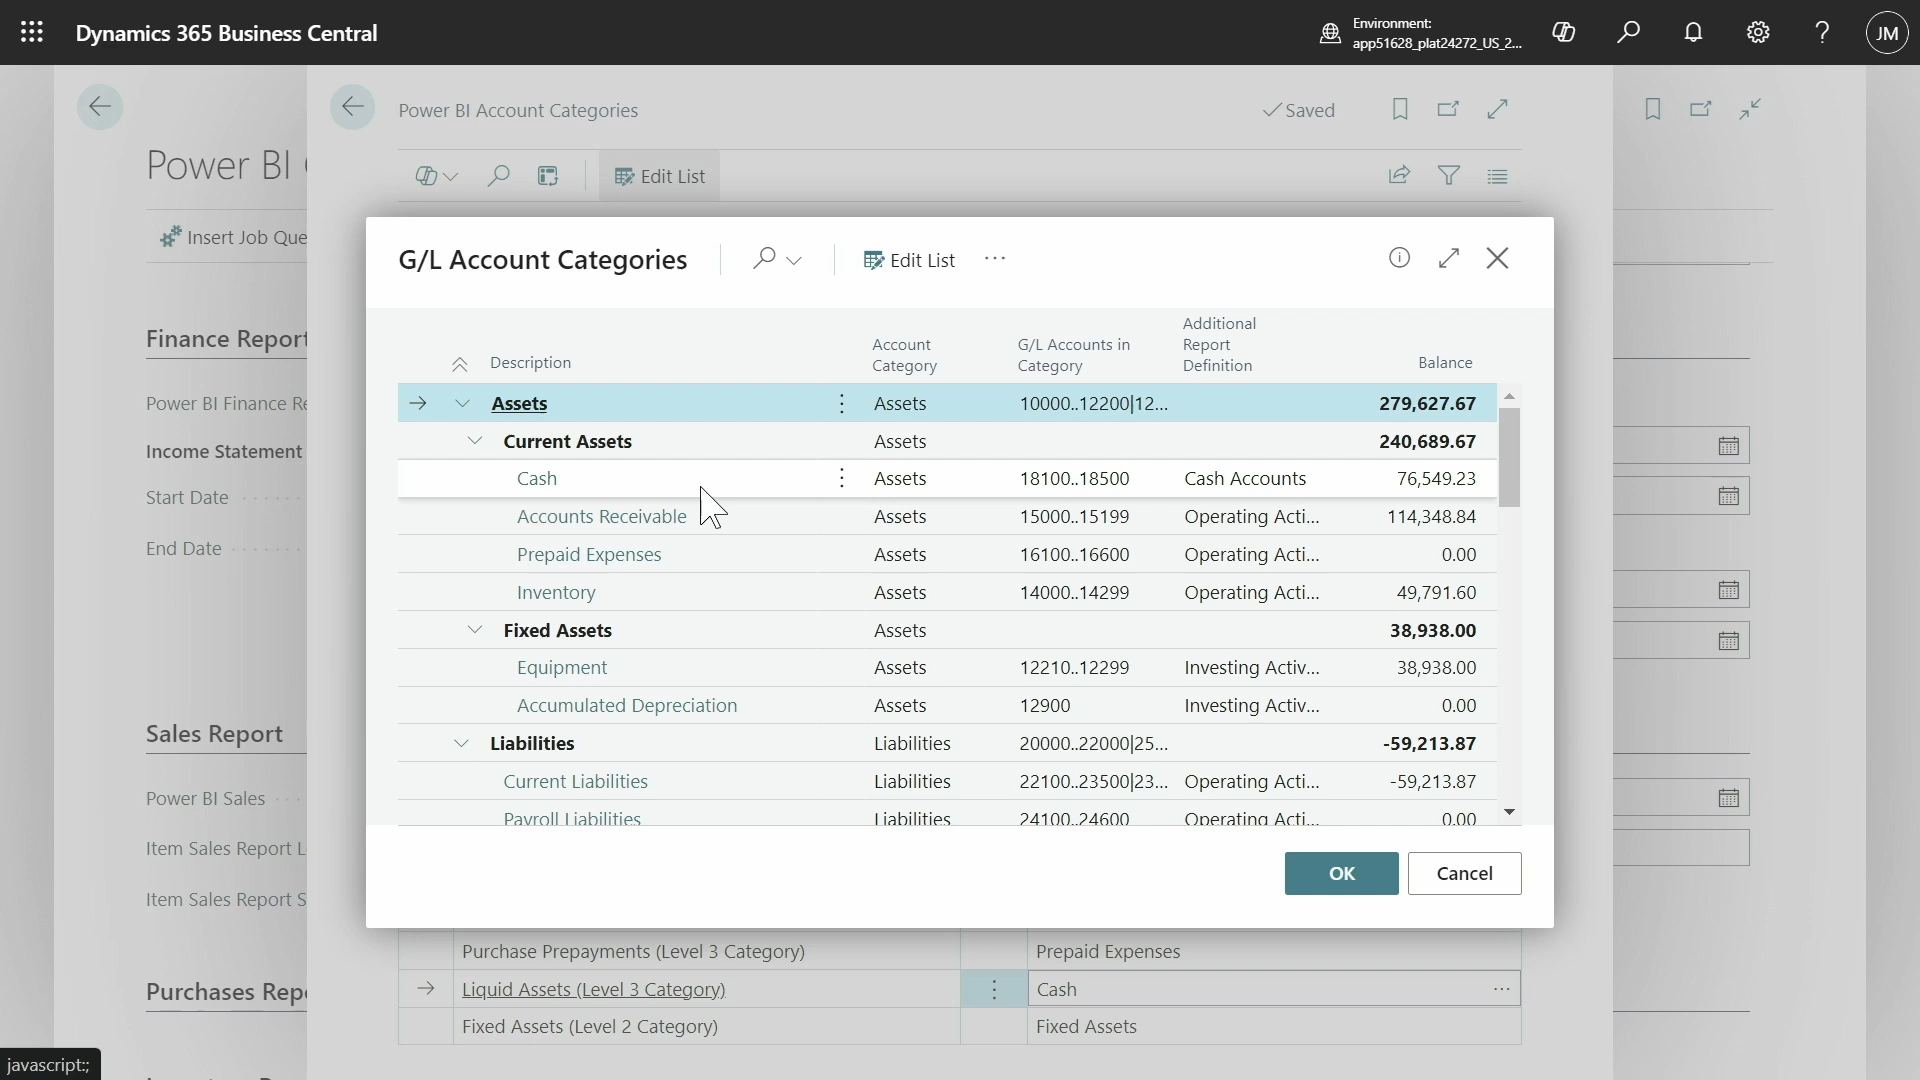 Dynamics 365 Business Central
Environment:
app51628_plat24272_US_2...
JM
Power BI Account Categories
Saved
Power BI
Edit List
Insert Job Que
G/L Account Categories
Edit List
Finance Report
Power BI Finance Re
Income Statement
Start Date
End Date
Sales Report
Power BI Sales
Item Sales Report L
Item Sales Report S
Purchases Repo
Description
Account Category
G/L Accounts in Category
Additional Report Definition
Balance
Assets Assets 10000..12200|12... 279,627.67
Current Assets Assets 240,689.67
Cash Assets 18100..18500 Cash Accounts 76,549.23
Accounts Receivable Assets 15000..15199 Operating Acti... 114,348.84
Prepaid Expenses Assets 16100..16600 Operating Acti... 0.00
Inventory Assets 14000..14299 Operating Acti... 49,791.60
Fixed Assets Assets 38,938.00
Equipment Assets 12210..12299 Investing Activ... 38,938.00
Accumulated Depreciation Assets 12900 Investing Activ... 0.00
Liabilities Liabilities 20000..22000|25... -59,213.87
Current Liabilities Liabilities 22100..23500|23... Operating Acti... -59,213.87
Payroll Liabilities Liabilities 24100..24600 Operating Acti... 0.00
OK
Cancel
Purchase Prepayments (Level 3 Category) Prepaid Expenses
Liquid Assets (Level 3 Category) Cash
Fixed Assets (Level 2 Category) Fixed Assets
javascript:;